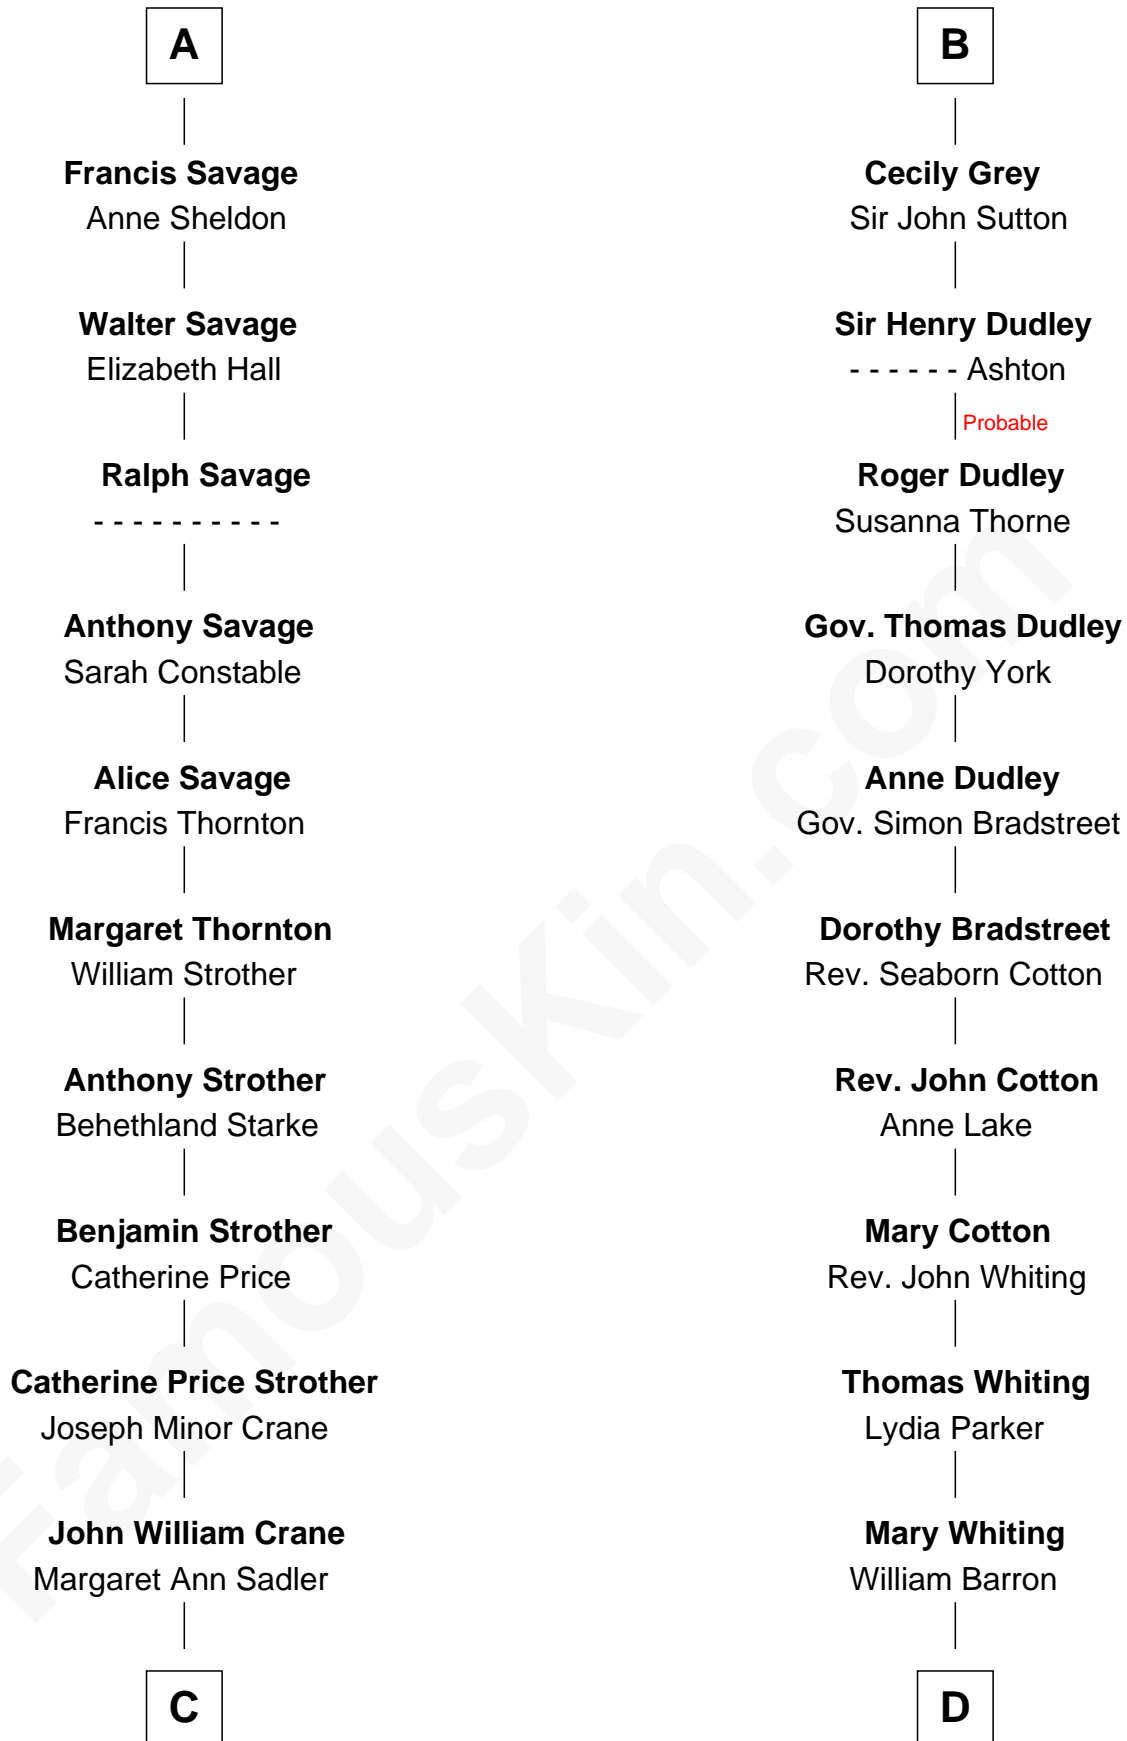 A
Francis Savage
Anne Sheldon
Walter Savage
Elizabeth Hall
Ralph Savage
- - - - - - - - - -
Anthony Savage
Sarah Constable
Alice Savage
Francis Thornton
Margaret Thornton
William Strother
Anthony Strother
Behethland Starke
Benjamin Strother
Catherine Price
Catherine Price Strother
Joseph Minor Crane
John William Crane
Margaret Ann Sadler
C
B
Cecily Grey
Sir John Sutton
Sir Henry Dudley
- - - - - - Ashton
Probable
Roger Dudley
Susanna Thorne
Gov. Thomas Dudley
Dorothy York
Anne Dudley
Gov. Simon Bradstreet
Dorothy Bradstreet
Rev. Seaborn Cotton
Rev. John Cotton
Anne Lake
Mary Cotton
Rev. John Whiting
Thomas Whiting
Lydia Parker
Mary Whiting
William Barron
D
FamousKin.com